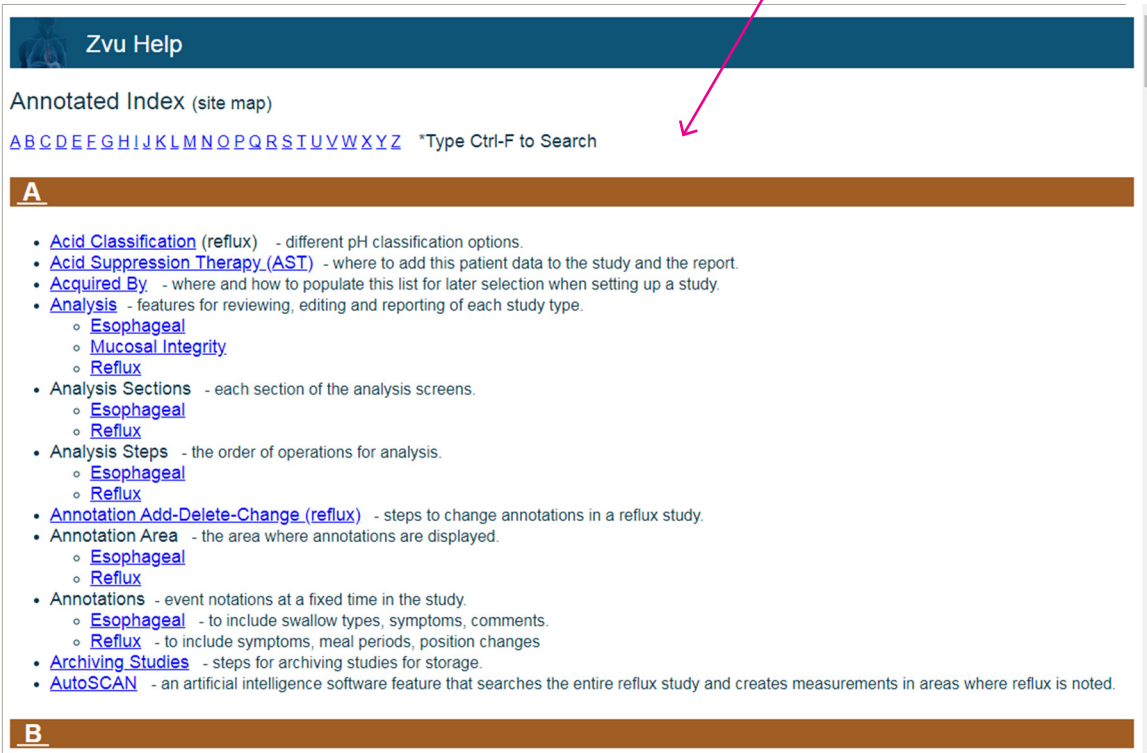 Zvu Help
Annotated Index (site map)
A B C D E F G H I J K L M N O P Q R S T U V W X Y Z *Type Ctrl-F to Search
A
• Acid Classification (reflux) - different pH classification options.
• Acid Suppression Therapy (AST) - where to add this patient data to the study and the report.
• Acquired By - where and how to populate this list for later selection when setting up a study.
• Analysis - features for reviewing, editing and reporting of each study type.
◦ Esophageal
◦ Mucosal Integrity
◦ Reflux
• Analysis Sections - each section of the analysis screens.
◦ Esophageal
◦ Reflux
• Analysis Steps - the order of operations for analysis.
◦ Esophageal
◦ Reflux
• Annotation Add-Delete-Change (reflux) - steps to change annotations in a reflux study.
• Annotation Area - the area where annotations are displayed.
◦ Esophageal
◦ Reflux
• Annotations - event notations at a fixed time in the study.
◦ Esophageal - to include swallow types, symptoms, comments.
◦ Reflux - to include symptoms, meal periods, position changes
• Archiving Studies - steps for archiving studies for storage.
• AutoSCAN - an artificial intelligence software feature that searches the entire reflux study and creates measurements in areas where reflux is noted.
B